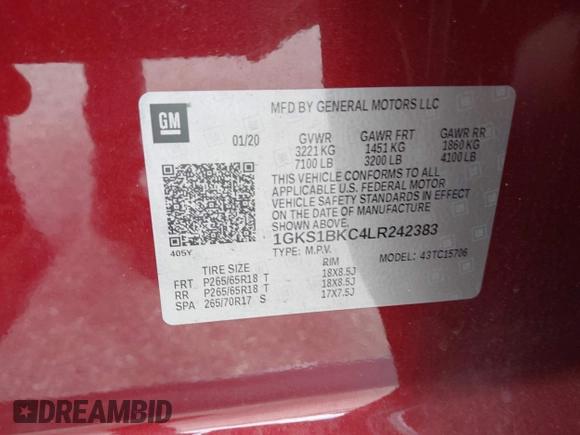 GM
MFD BY GENERAL MOTORS LLC
01/20 GVWR GAWR FRT GAWR RR
3221 KG 1451 KG 1860 KG
7100 LB 3200 LB 4100 LB
THIS VEHICLE CONFORMS TO ALL
APPLICABLE U.S. FEDERAL MOTOR
VEHICLE SAFETY STANDARDS IN EFFECT
ON THE DATE OF MANUFACTURE
SHOWN ABOVE.
1GKS1BKC4LR242383
405Y TYPE: M.P.V. MODEL: 43TC15706
TIRE SIZE RIM
FRT P265/65R18 T 18X8.5J
RR P265/65R18 T 18X8.5J
SPA 265/70R17 S 17X7.5J
DREAMBID